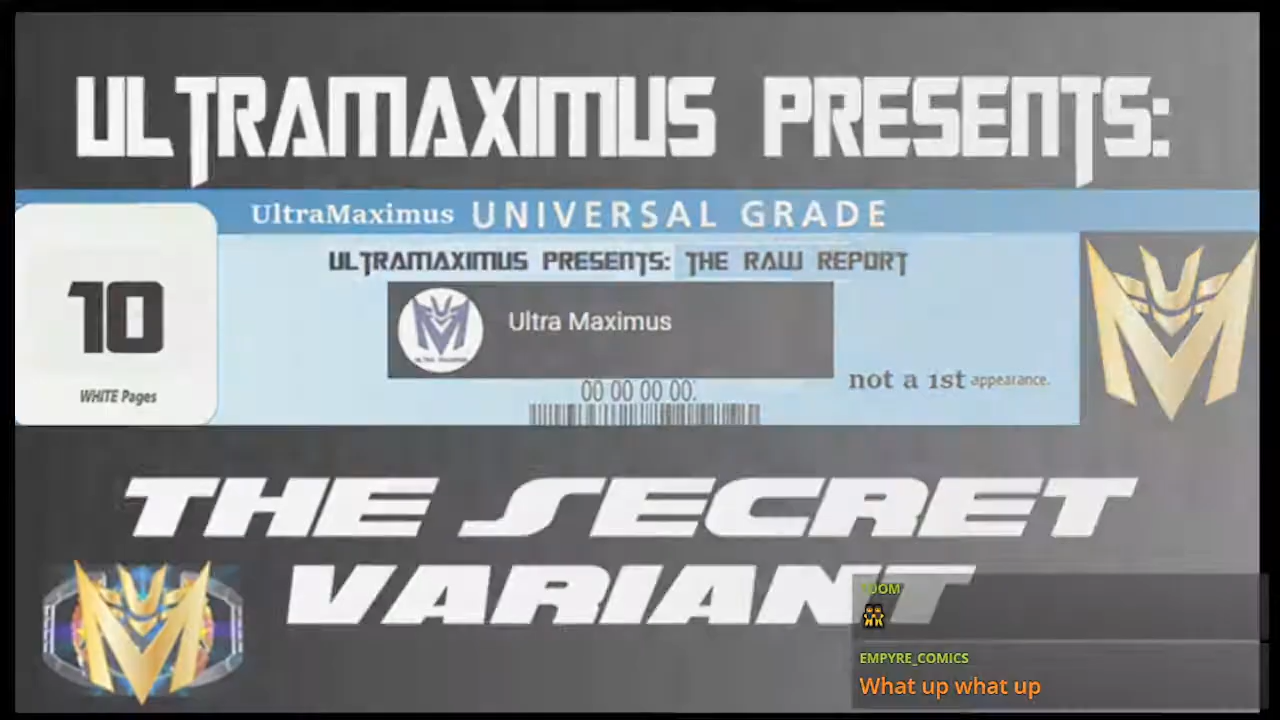 ULTRAMAXIMUS PRESENTS:
UltraMaximus UNIVERSAL GRADE
ULTRAMAXIMUS PRESENTS: THE RAW REPORT
10
WHITE Pages
Ultra Maximus
00 00 00 00.
not a 1st appearance.
THE SECRET
VARIANT
EMPYRE_COMICS
What up what up